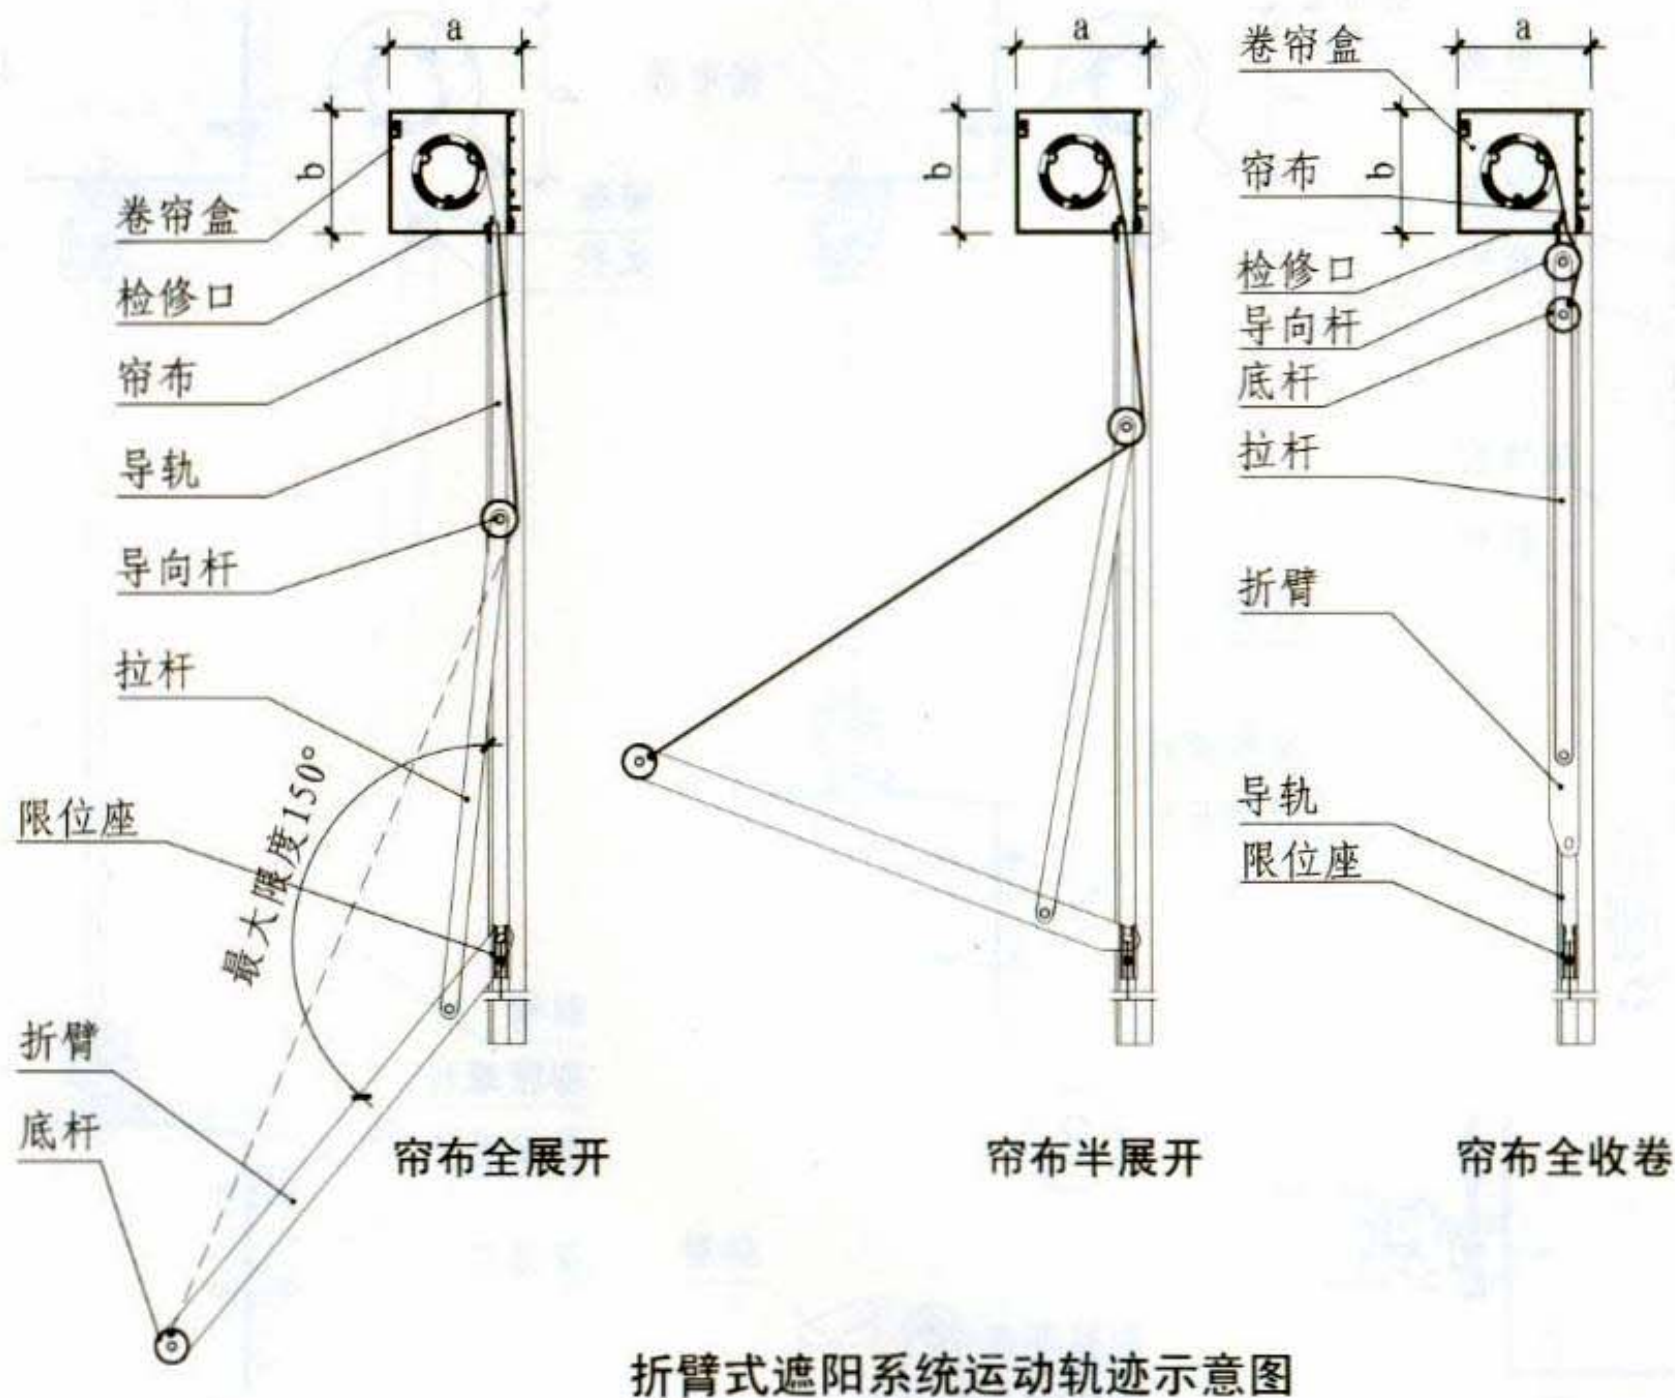 a
b
卷帘盒
检修口
帘布
导轨
导向杆
拉杆
最大限度150°
限位座
折臂
底杆
帘布全展开
a
b
帘布半展开
a
b
卷帘盒
帘布
检修口
导向杆
底杆
拉杆
折臂
导轨
限位座
帘布全收卷
折臂式遮阳系统运动轨迹示意图